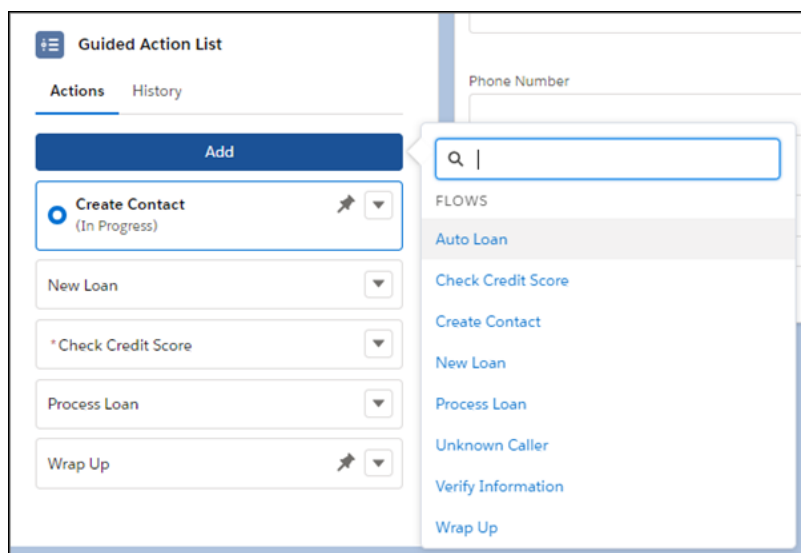 Guided Action List
Actions History
Add
Create Contact
(In Progress)
New Loan
*Check Credit Score
Process Loan
Wrap Up
Phone Number
FLOWS
Auto Loan
Check Credit Score
Create Contact
New Loan
Process Loan
Unknown Caller
Verify Information
Wrap Up